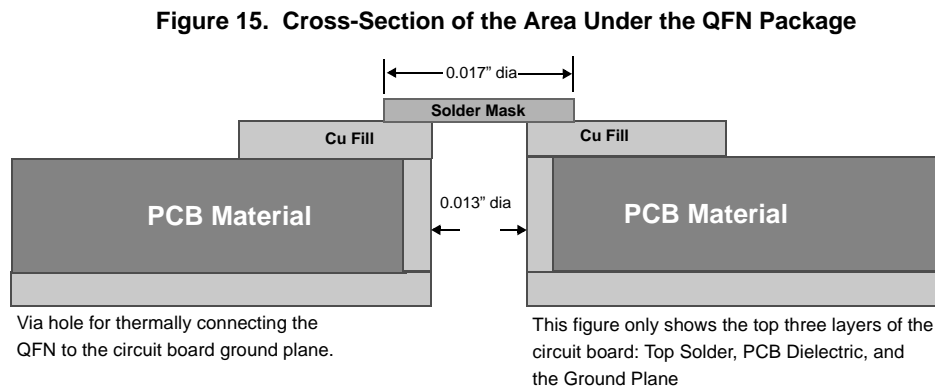 Figure 15.  Cross-Section of the Area Under the QFN Package
0.017” dia
Solder Mask
Cu Fill
Cu Fill
PCB Material
0.013” dia
PCB Material
Via hole for thermally connecting the
QFN to the circuit board ground plane.
This figure only shows the top three layers of the
circuit board: Top Solder, PCB Dielectric, and
the Ground Plane